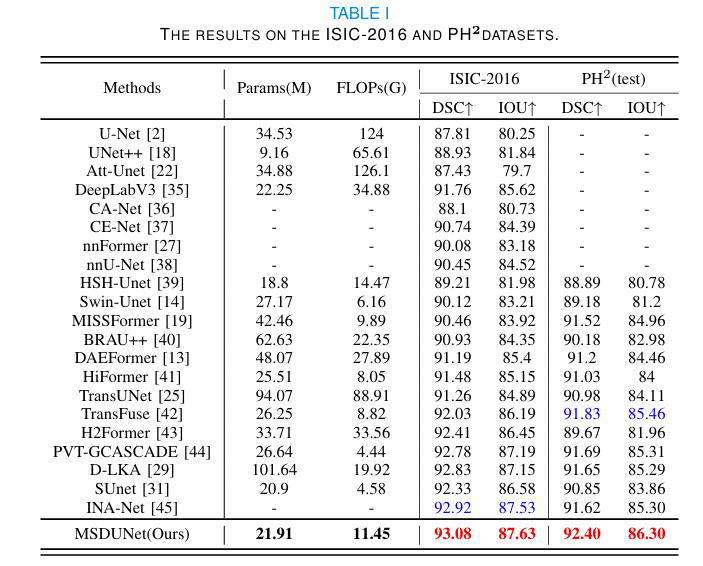 TABLE I
THE RESULTS ON THE ISIC-2016 AND PH²DATASETS.
Methods Params(M) FLOPs(G) ISIC-2016 PH²(test)
DSC↑ IOU↑ DSC↑ IOU↑
U-Net [2] 34.53 124 87.81 80.25 - -
UNet++ [18] 9.16 65.61 88.93 81.84 - -
Att-Unet [22] 34.88 126.1 87.43 79.7 - -
DeepLabV3 [35] 22.25 34.88 91.76 85.62 - -
CA-Net [36] - - 88.1 80.73 - -
CE-Net [37] - - 90.74 84.39 - -
nnFormer [27] - - 90.08 83.18 - -
nnU-Net [38] - - 90.45 84.52 - -
HSH-Unet [39] 18.8 14.47 89.21 81.98 88.89 80.78
Swin-Unet [14] 27.17 6.16 90.12 83.21 89.18 81.2
MISSFormer [19] 42.46 9.89 90.46 83.92 91.52 84.96
BRAU++ [40] 62.63 22.35 90.93 84.35 90.18 82.98
DAEFormer [13] 48.07 27.89 91.19 85.4 91.2 84.46
HiFormer [41] 25.51 8.05 91.48 85.15 91.03 84
TransUNet [25] 94.07 88.91 91.26 84.89 90.98 84.11
TransFuse [42] 26.25 8.82 92.03 86.19 91.83 85.46
H2Former [43] 33.71 33.56 92.41 86.45 89.67 81.96
PVT-GCASCADE [44] 26.64 4.44 92.78 87.19 91.69 85.31
D-LKA [29] 101.64 19.92 92.83 87.15 91.65 85.29
SUnet [31] 20.9 4.58 92.33 86.58 90.85 83.86
INA-Net [45] - - 92.92 87.53 91.62 85.30
MSDUNet(Ours) 21.91 11.45 93.08 87.63 92.40 86.30